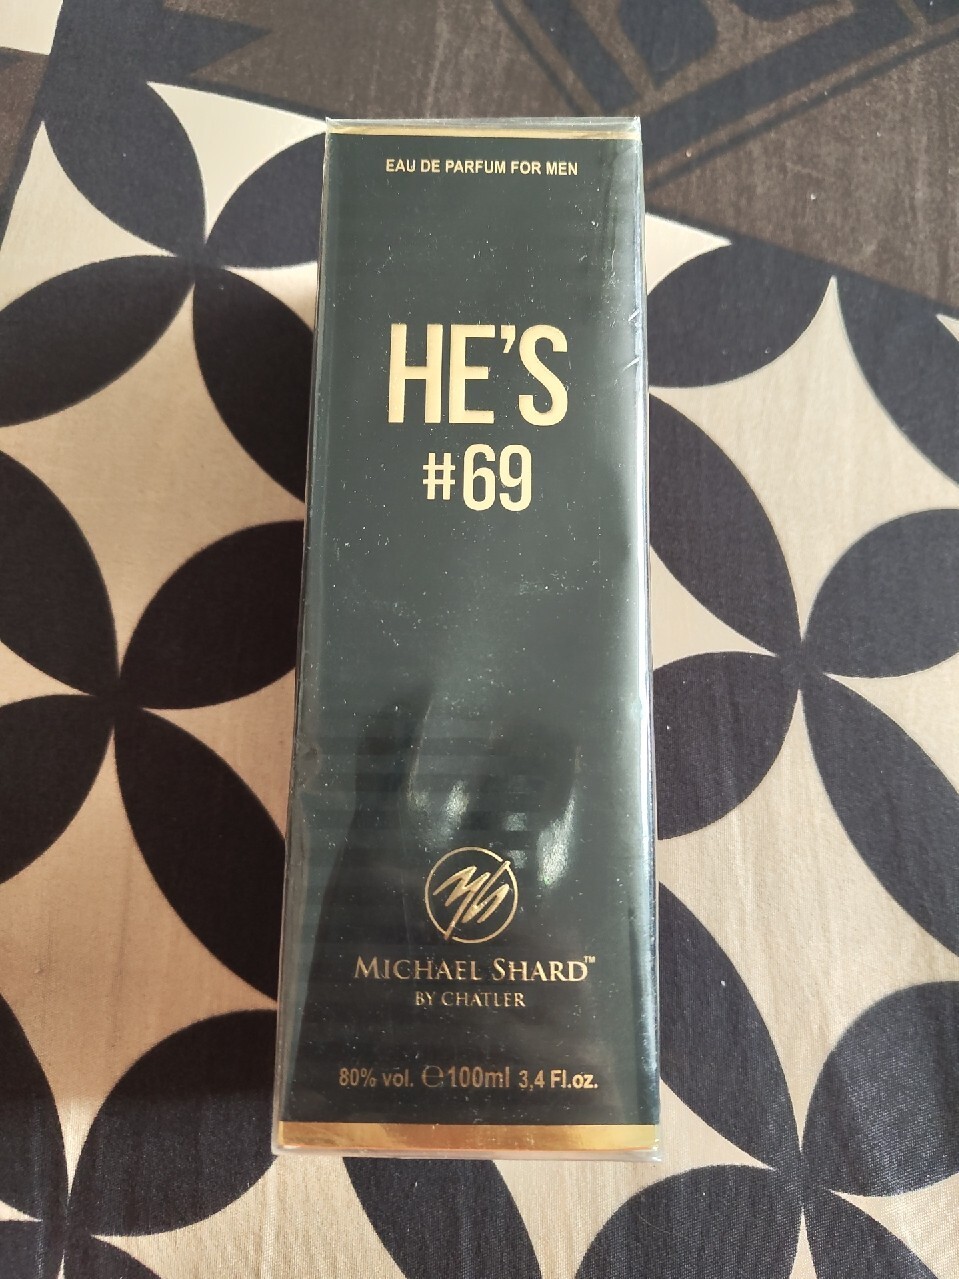 EAU DE PARFUM FOR MEN
HE'S
#69
MICHAEL SHARD™
BY CHATLER
80% vol. ℮100ml 3,4 Fl.oz.